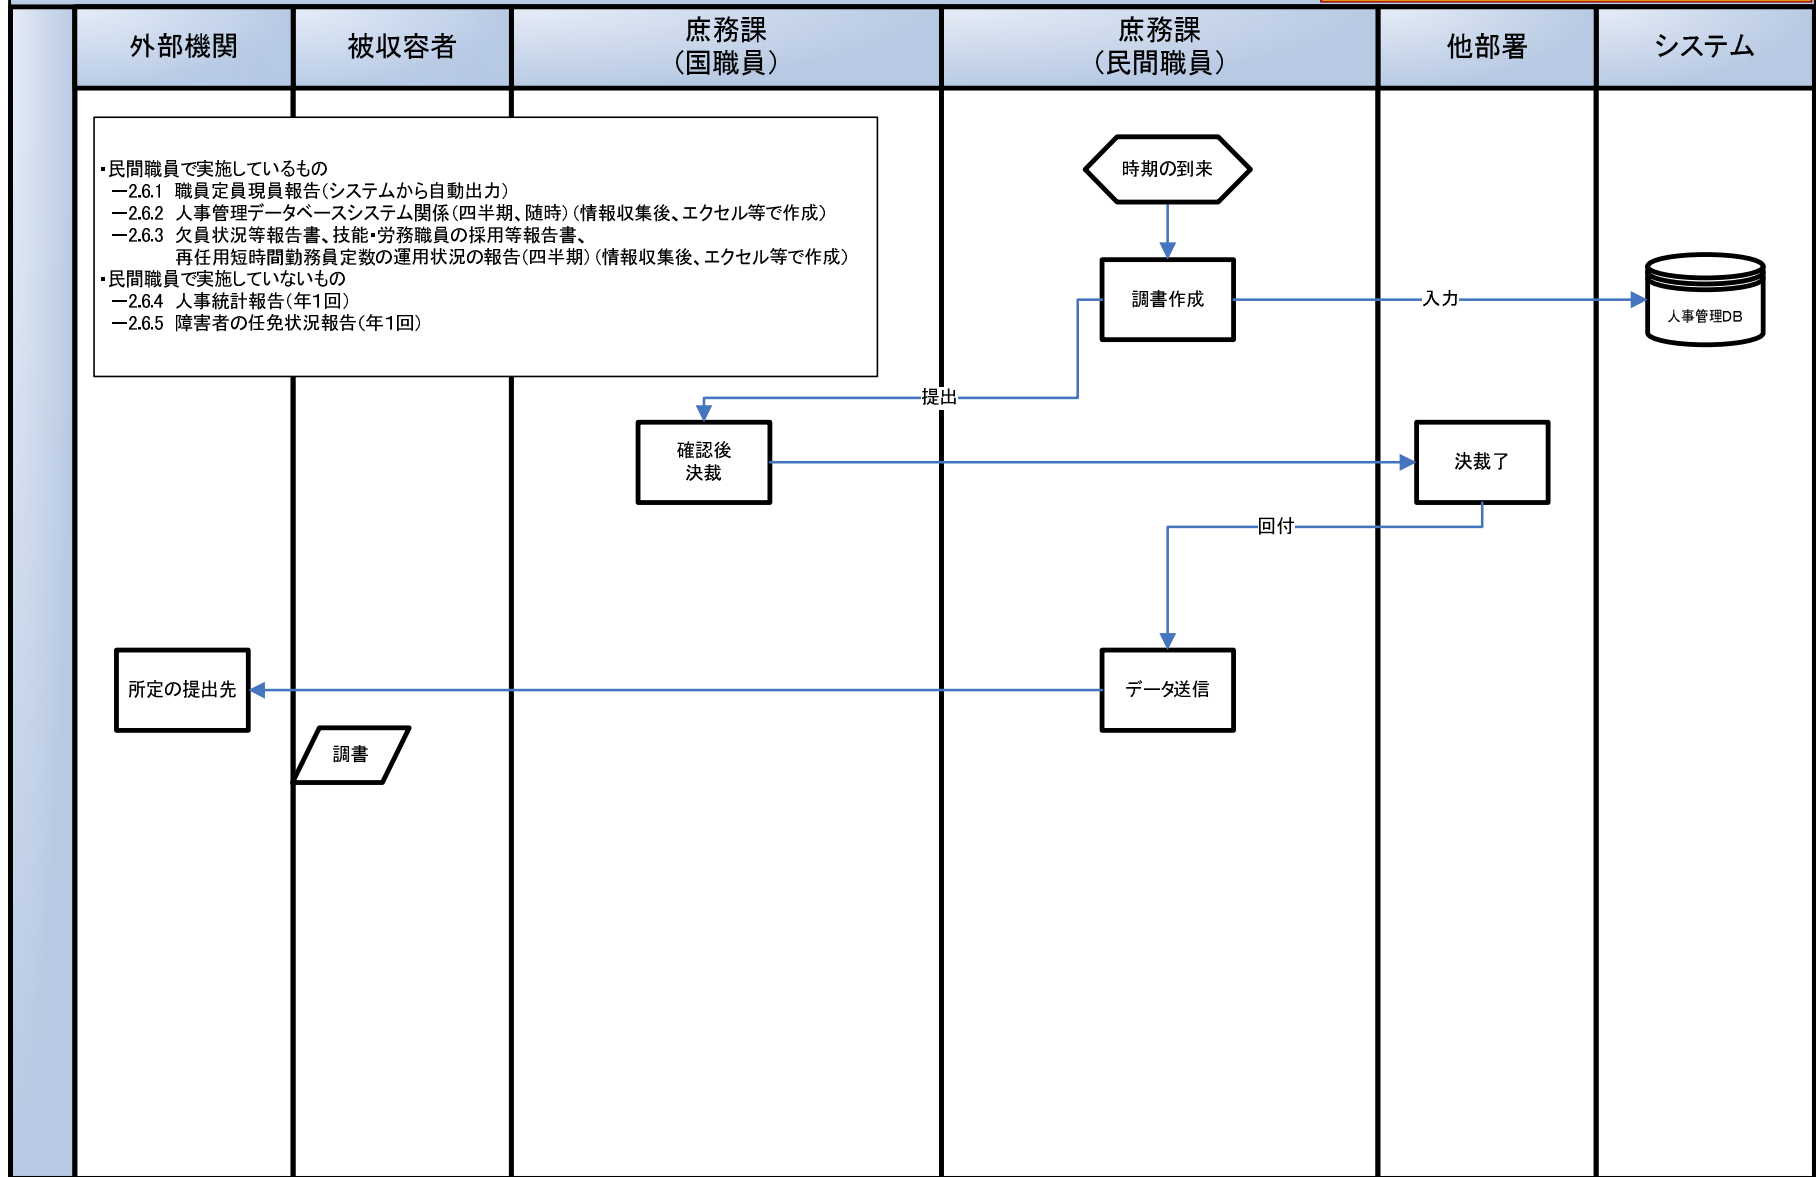 外部機関
被収容者
庶務課
（国職員）
庶務課
（民間職員）
他部署
システム
・民間職員で実施しているもの
－2.6.1 職員定員現員報告（システムから自動出力）
－2.6.2 人事管理データベースシステム関係（四半期、随時）（情報収集後、エクセル等で作成）
－2.6.3 欠員状況等報告書、技能・労務職員の採用等報告書、
再任用短時間勤務員定数の運用状況の報告（四半期）（情報収集後、エクセル等で作成）
・民間職員で実施していないもの
－2.6.4 人事統計報告（年1回）
－2.6.5 障害者の任免状況報告（年1回）
時期の到来
調書作成
入力
人事管理DB
提出
確認後
決裁
決裁了
回付
所定の提出先
データ送信
調書